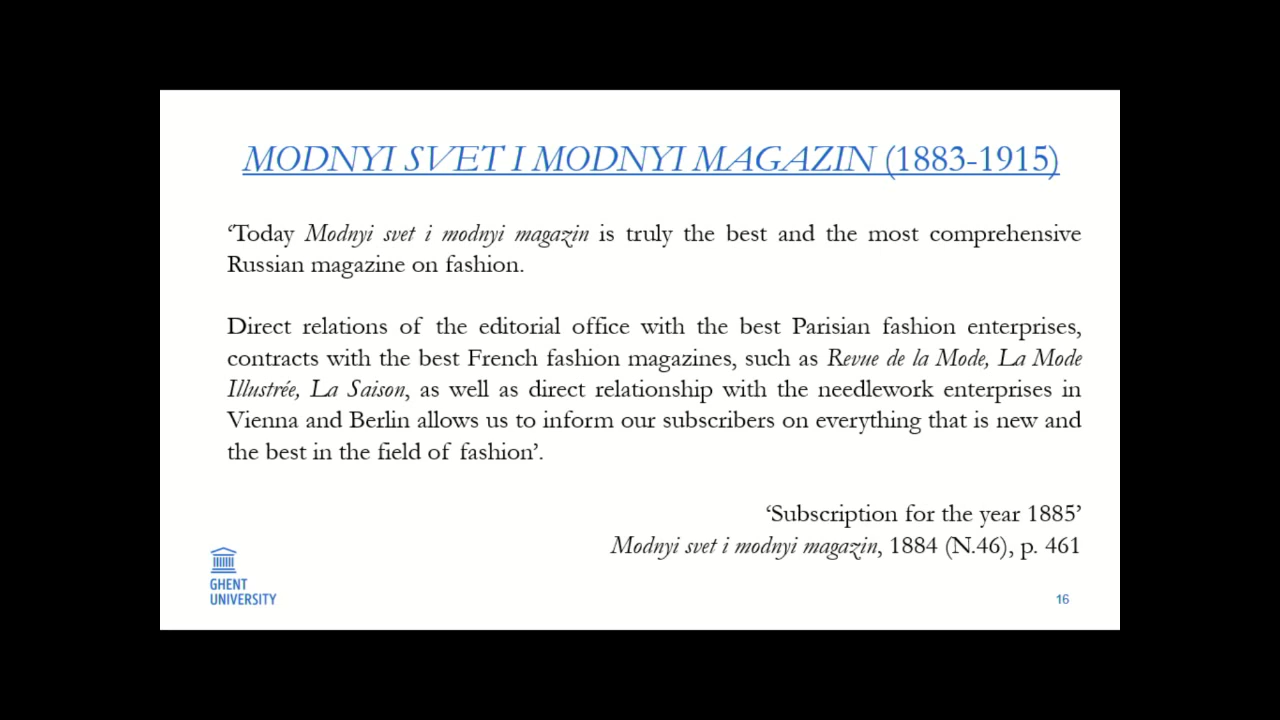 MODNYI SVET I MODNYI MAGAZIN (1883-1915)
‘Today Modnyi svet i modnyi magazin is truly the best and the most comprehensive
Russian magazine on fashion.
Direct relations of the editorial office with the best Parisian fashion enterprises,
contracts with the best French fashion magazines, such as Revue de la Mode, La Mode
Illustrée, La Saison, as well as direct relationship with the needlework enterprises in
Vienna and Berlin allows us to inform our subscribers on everything that is new and
the best in the field of fashion’.
‘Subscription for the year 1885’
Modnyi svet i modnyi magazin, 1884 (N.46), p. 461
GHENT
UNIVERSITY
16